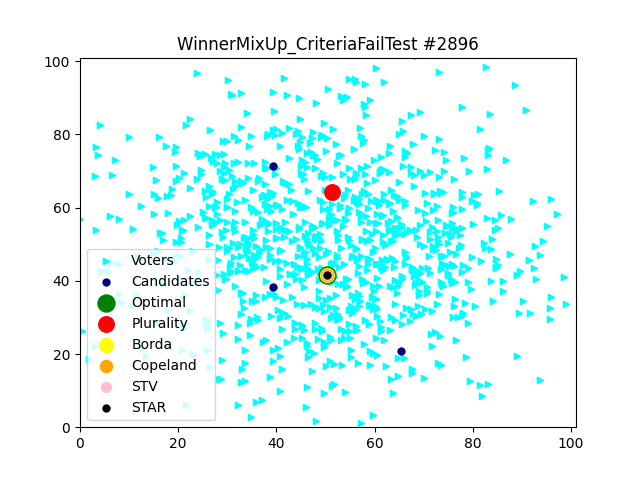 WinnerMixUp_CriteriaFailTest #2896
100
80
60
40
20
0
Voters
Candidates
Optimal
Plurality
Borda
Copeland
STV
STAR
0 20 40 60 80 100